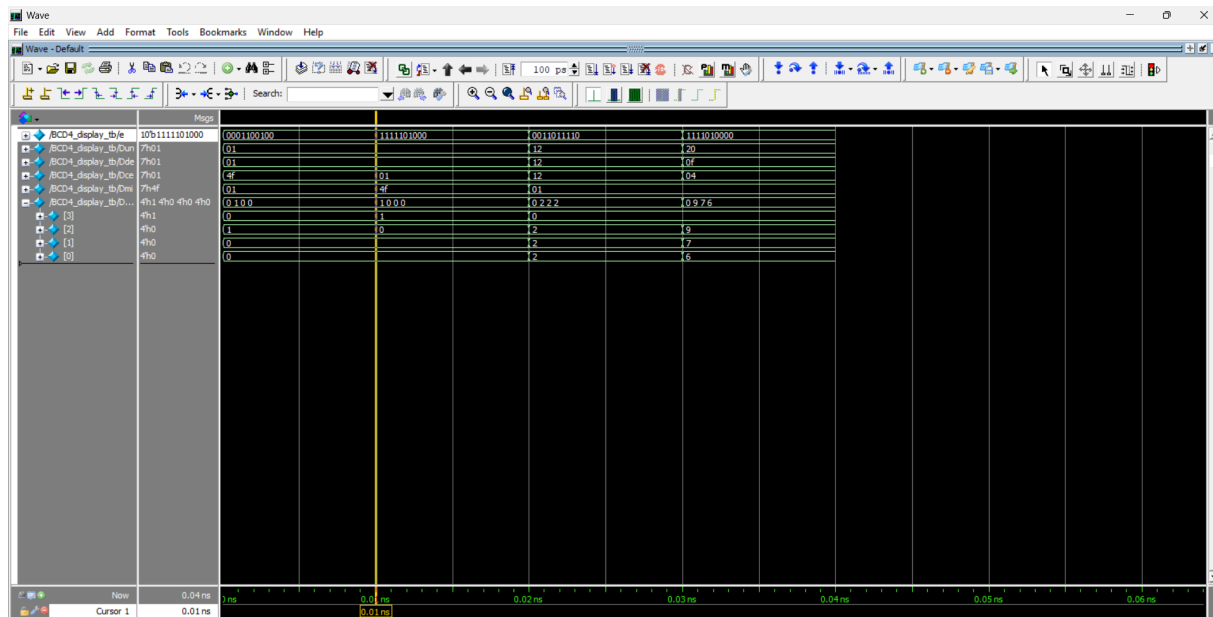 Wave
File Edit View Add Format Tools Bookmarks Window Help
Wave - Default
100 ps
Search:
Msgs
/BCD4_display_tb/e 10'b1111101000 0001100100 1111101000 0011011110 1111010000
/BCD4_display_tb/Dun 7'h01 01 12 20
/BCD4_display_tb/Dde 7'h01 01 12 0f
/BCD4_display_tb/Dce 7'h01 4f 01 12 04
/BCD4_display_tb/Dmi 7'h4f 01 4f 01
/BCD4_display_tb/D... 4'h1 4'h0 4'h0 4'h0 0 1 0 0 1 0 0 0 0 2 2 2 0 9 7 6
[3] 4'h1 0 1 0
[2] 4'h0 1 0 2 9
[1] 4'h0 0 2 7
[0] 4'h0 0 2 6
Now 0.04 ns ns 0.01 ns 0.02 ns 0.03 ns 0.04 ns 0.05 ns 0.06 ns
Cursor 1 0.01 ns 0.01 ns